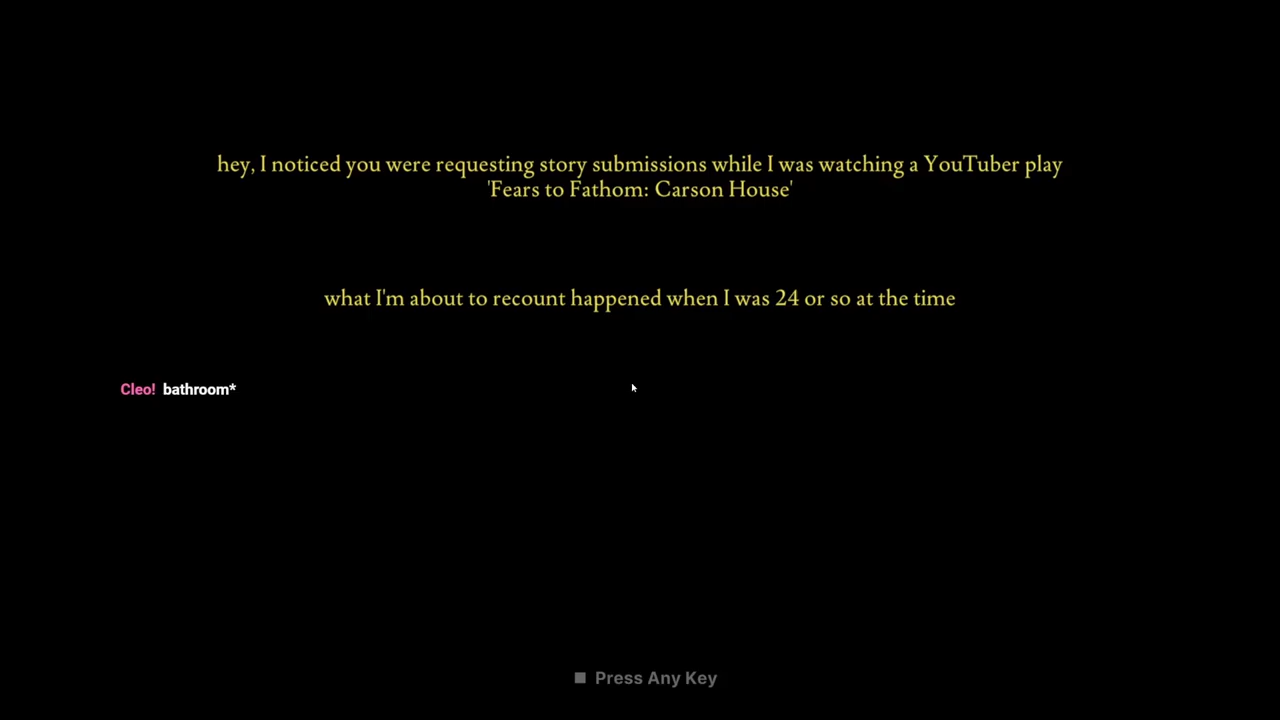 hey, I noticed you were requesting story submissions while I was watching a YouTuber play
'Fears to Fathom: Carson House'
what I'm about to recount happened when I was 24 or so at the time
Cleo! bathroom*
Press Any Key